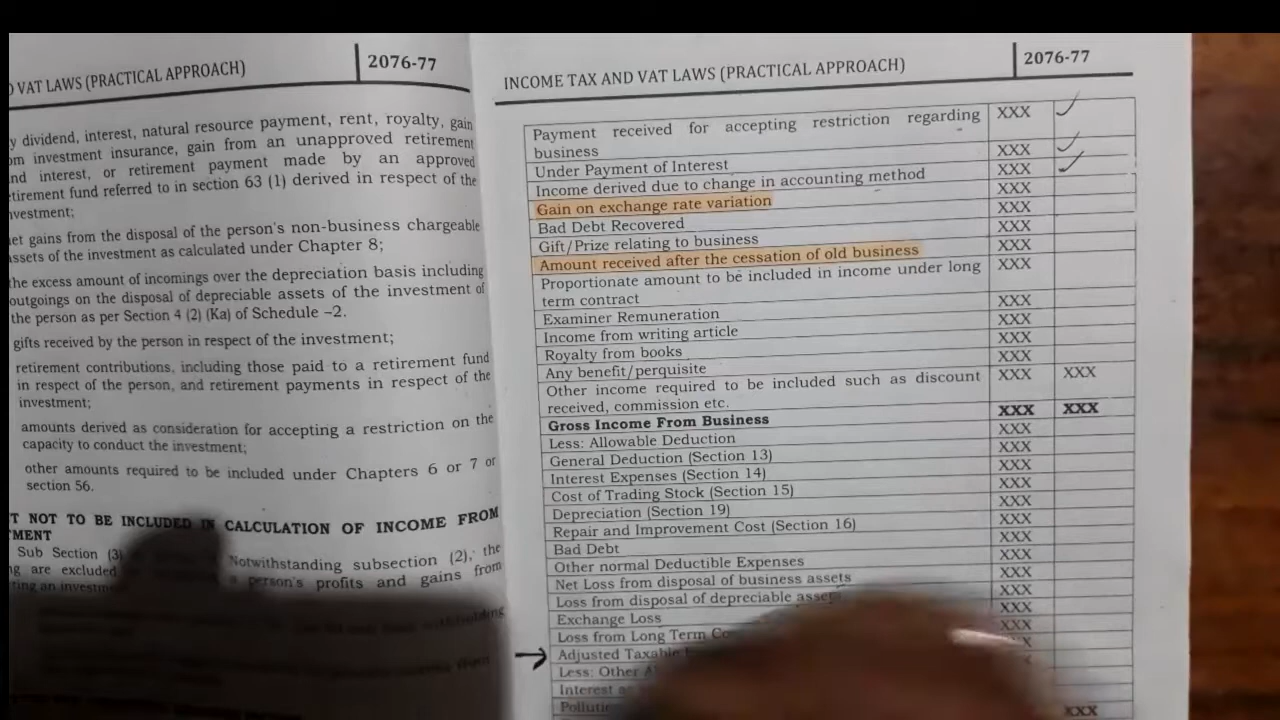 VAT LAWS (PRACTICAL APPROACH)
2076-77
y dividend, interest, natural resource payment, rent, royalty, gain
om investment insurance, gain from an unapproved retirement
nd interest, or retirement payment made by an approved
etirement fund referred to in section 63 (1) derived in respect of the
vestment;
et gains from the disposal of the person's non-business chargeable
assets of the investment as calculated under Chapter 8;
he excess amount of incomings over the depreciation basis including
outgoings on the disposal of depreciable assets of the investment of
the person as per Section 4 (2) (Ka) of Schedule –2.
gifts received by the person in respect of the investment;
retirement contributions, including those paid to a retirement fund
in respect of the person, and retirement payments in respect of the
investment;
amounts derived as consideration for accepting a restriction on the
capacity to conduct the investment;
other amounts required to be included under Chapters 6 or 7 or
section 56.
T NOT TO BE INCLUDED IN CALCULATION OF INCOME FROM
MENT
Sub Section (3) Notwithstanding subsection (2), the
g are excluded a person's profits and gains from
ting an investm
INCOME TAX AND VAT LAWS (PRACTICAL APPROACH)
2076-77
Payment received for accepting restriction regarding XXX
business
Under Payment of Interest XXX
Income derived due to change in accounting method XXX
Gain on exchange rate variation XXX
Bad Debt Recovered XXX
Gift/Prize relating to business XXX
Amount received after the cessation of old business XXX
Proportionate amount to be included in income under long XXX
term contract
Examiner Remuneration XXX
Income from writing article XXX
Royalty from books XXX
Any benefit/perquisite XXX
Other income required to be included such as discount XXX XXX
received, commission etc.
Gross Income From Business XXX XXX
Less: Allowable Deduction XXX
General Deduction (Section 13) XXX
Interest Expenses (Section 14) XXX
Cost of Trading Stock (Section 15) XXX
Depreciation (Section 19) XXX
Repair and Improvement Cost (Section 16) XXX
Bad Debt XXX
Other normal Deductible Expenses XXX
Net Loss from disposal of business assets XXX
Loss from disposal of depreciable assets XXX
Exchange Loss XXX
Loss from Long Term Co
Adjusted Taxable
Less: Other A
Interest
Polluti XXX